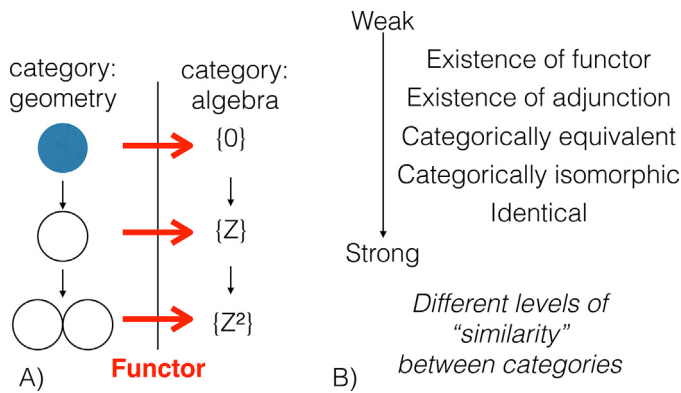 category:
geometry
category:
algebra
{0}
{Z}
{Z²}
Functor
A)
Weak
Existence of functor
Existence of adjunction
Categorically equivalent
Categorically isomorphic
Identical
Strong
Different levels of
“similarity”
between categories
B)